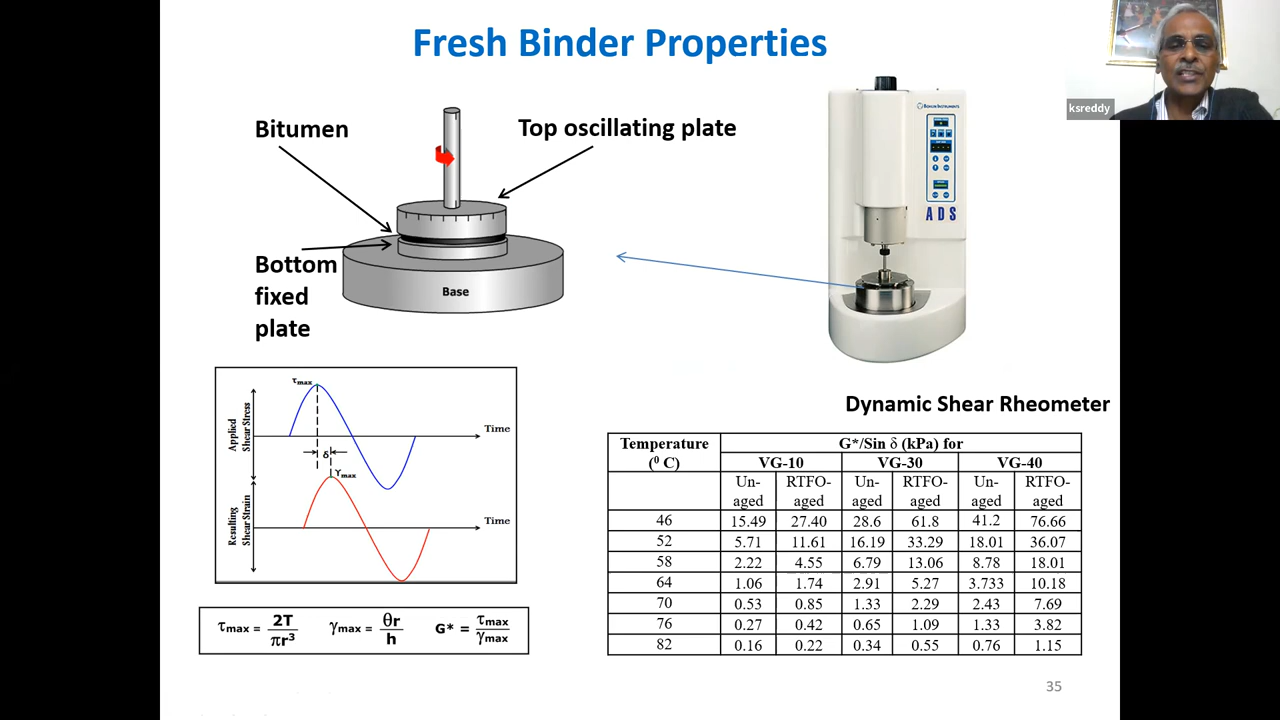 Fresh Binder Properties
ksreddy
Bitumen
Top oscillating plate
Bottom
fixed
plate
Base
BOHLIN INSTRUMENTS
ADS
Dynamic Shear Rheometer
τmax
Applied
Shear Stress
Time
δ
γmax
Resulting
Shear Strain
Time
τmax = 2T/πr³ γmax = θr/h G* = τmax/γmax
Temperature (⁰ C) G*/Sin δ (kPa) for
VG-10 VG-30 VG-40
Un-aged RTFO-aged Un-aged RTFO-aged Un-aged RTFO-aged
46 15.49 27.40 28.6 61.8 41.2 76.66
52 5.71 11.61 16.19 33.29 18.01 36.07
58 2.22 4.55 6.79 13.06 8.78 18.01
64 1.06 1.74 2.91 5.27 3.733 10.18
70 0.53 0.85 1.33 2.29 2.43 7.69
76 0.27 0.42 0.65 1.09 1.33 3.82
82 0.16 0.22 0.34 0.55 0.76 1.15
35